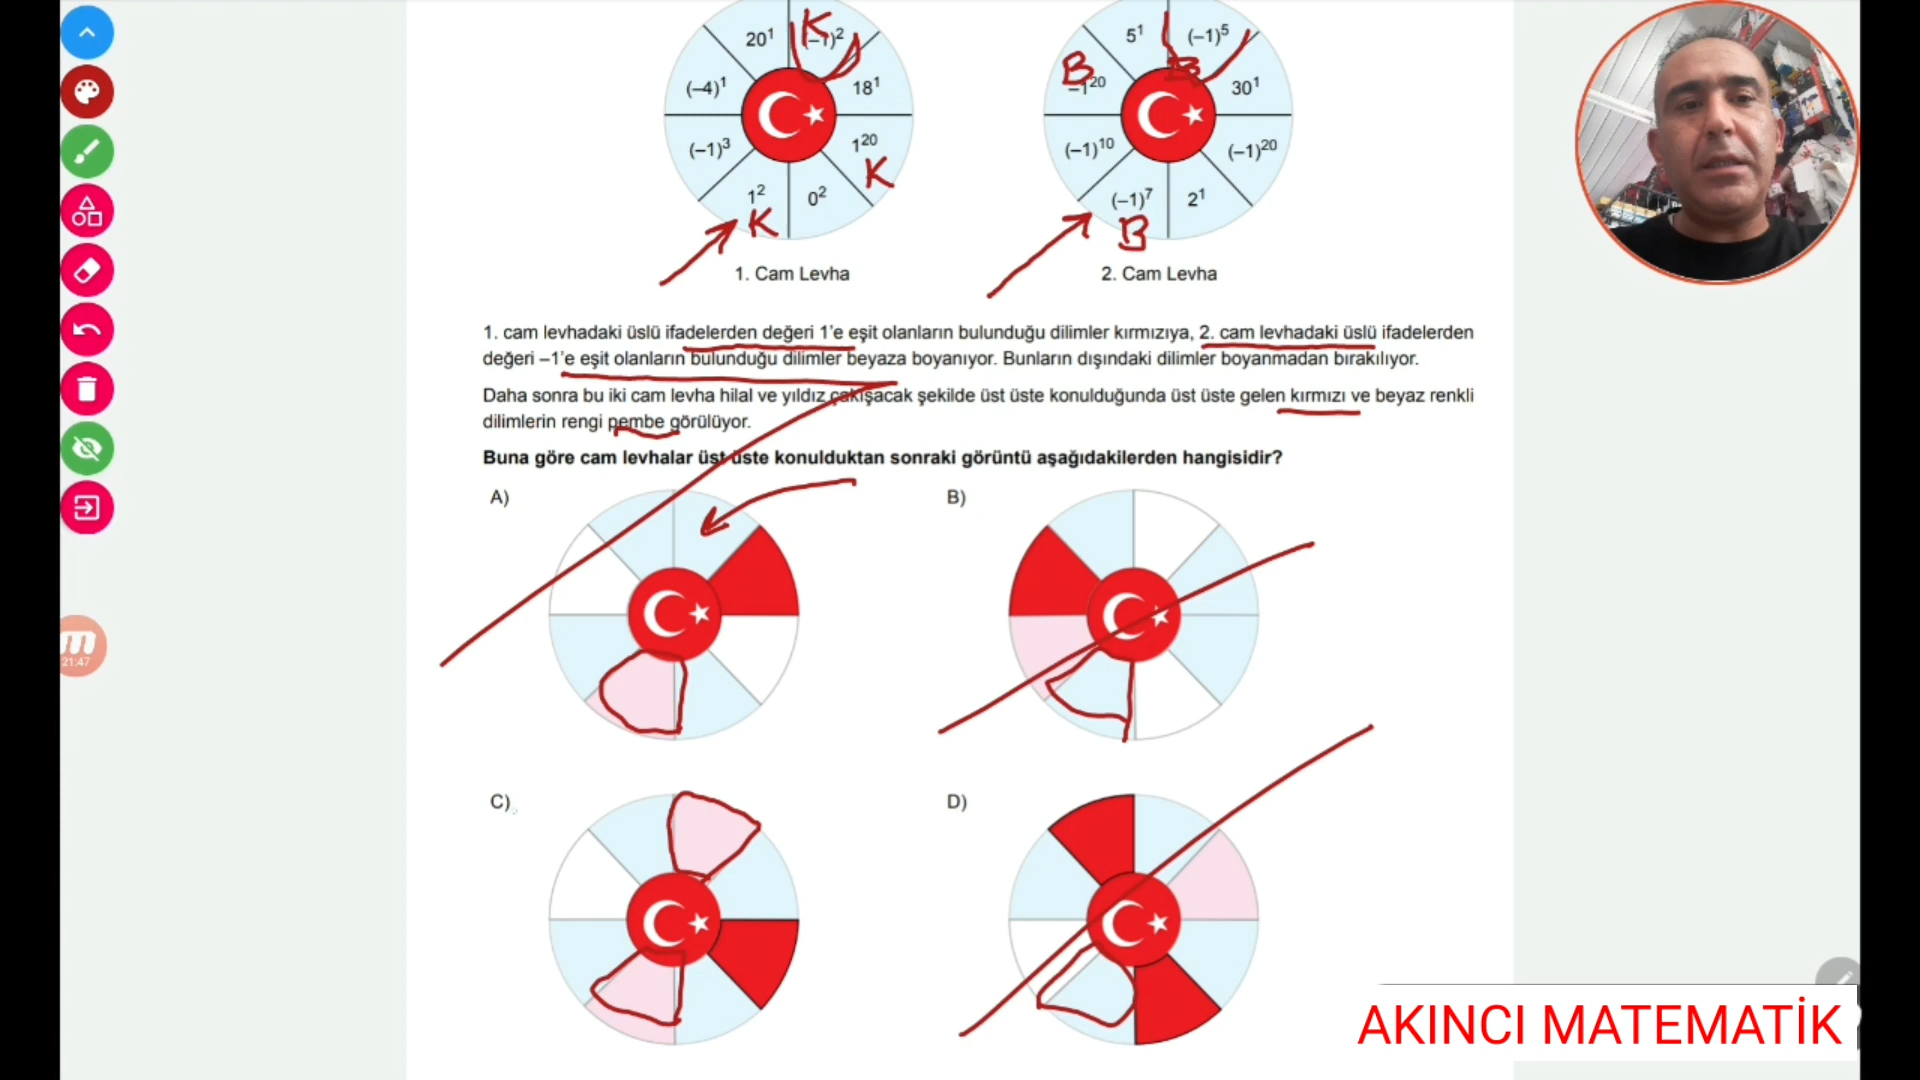 20¹ (–1)² K
(–4)¹ 18¹
(–1)³ 1²⁰ K
1² 0²
K
1. Cam Levha
5¹ (–1)⁵
B B
–1²⁰ 30¹
(–1)¹⁰ (–1)²⁰
(–1)⁷ 2¹
B
2. Cam Levha
1. cam levhadaki üslü ifadelerden değeri 1’e eşit olanların bulunduğu dilimler kırmızıya, 2. cam levhadaki üslü ifadelerden
değeri –1’e eşit olanların bulunduğu dilimler beyaza boyanıyor. Bunların dışındaki dilimler boyanmadan bırakılıyor.
Daha sonra bu iki cam levha hilal ve yıldız çakışacak şekilde üst üste konulduğunda üst üste gelen kırmızı ve beyaz renkli
dilimlerin rengi pembe görülüyor.
Buna göre cam levhalar üst üste konulduktan sonraki görüntü aşağıdakilerden hangisidir?
A)
B)
C)
D)
m
21:47
AKINCI MATEMATİK